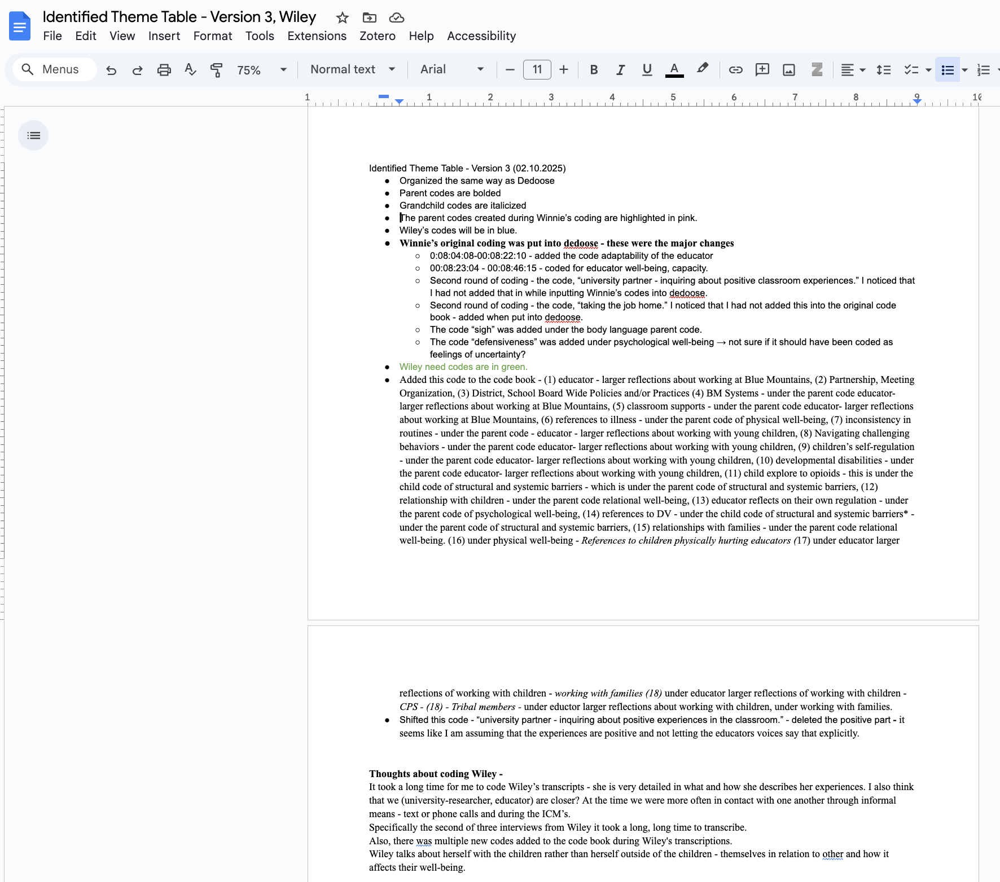 Identified Theme Table - Version 3, Wiley
File Edit View Insert Format Tools Extensions Zotero Help Accessibility
Menus 75% Normal text Arial 11 B I U A
1 1 2 3 4 5 6 7 8 9 10
Identified Theme Table - Version 3 (02.10.2025)
● Organized the same way as Dedoose
● Parent codes are bolded
● Grandchild codes are italicized
● The parent codes created during Winnie’s coding are highlighted in pink.
● Wiley’s codes will be in blue.
● Winnie’s original coding was put into dedoose - these were the major changes
○ 0:08:04:08-00:08:22:10 - added the code adaptability of the educator
○ 00:08:23:04 - 00:08:46:15 - coded for educator well-being, capacity.
○ Second round of coding - the code, “university partner - inquiring about positive classroom experiences.” I noticed that
I had not added that in while inputting Winnie’s codes into dedoose.
○ Second round of coding - the code, “taking the job home.” I noticed that I had not added this into the original code
book - added when put into dedoose.
○ The code “sigh” was added under the body language parent code.
○ The code “defensiveness” was added under psychological well-being → not sure if it should have been coded as
feelings of uncertainty?
● Wiley need codes are in green.
● Added this code to the code book - (1) educator - larger reflections about working at Blue Mountains, (2) Partnership, Meeting
Organization, (3) District, School Board Wide Policies and/or Practices (4) BM Systems - under the parent code educator-
larger reflections about working at Blue Mountains, (5) classroom supports - under the parent code educator- larger reflections
about working at Blue Mountains, (6) references to illness - under the parent code of physical well-being, (7) inconsistency in
routines - under the parent code - educator - larger reflections about working with young children, (8) Navigating challenging
behaviors - under the parent code educator- larger reflections about working with young children, (9) children’s self-regulation
- under the parent code educator- larger reflections about working with young children, (10) developmental disabilities - under
the parent code educator- larger reflections about working with young children, (11) child explore to opioids - this is under the
child code of structural and systemic barriers - which is under the parent code of structural and systemic barriers, (12)
relationship with children - under the parent code relational well-being, (13) educator reflects on their own regulation - under
the parent code of psychological well-being, (14) references to DV - under the child code of structural and systemic barriers* -
under the parent code of structural and systemic barriers, (15) relationships with families - under the parent code relational
well-being. (16) under physical well-being - References to children physically hurting educators (17) under educator larger
reflections of working with children - working with families (18) under educator larger reflections of working with children -
CPS - (18) - Tribal members - under eductor larger reflections about working with children, under working with families.
● Shifted this code - “university partner - inquiring about positive experiences in the classroom.” - deleted the positive part - it
seems like I am assuming that the experiences are positive and not letting the educators voices say that explicitly.
Thoughts about coding Wiley -
It took a long time for me to code Wiley’s transcripts - she is very detailed in what and how she describes her experiences. I also think
that we (university-researcher, educator) are closer? At the time we were more often in contact with one another through informal
means - text or phone calls and during the ICM’s.
Specifically the second of three interviews from Wiley it took a long, long time to transcribe.
Also, there was multiple new codes added to the code book during Wiley's transcriptions.
Wiley talks about herself with the children rather than herself outside of the children - themselves in relation to other and how it
affects their well-being.